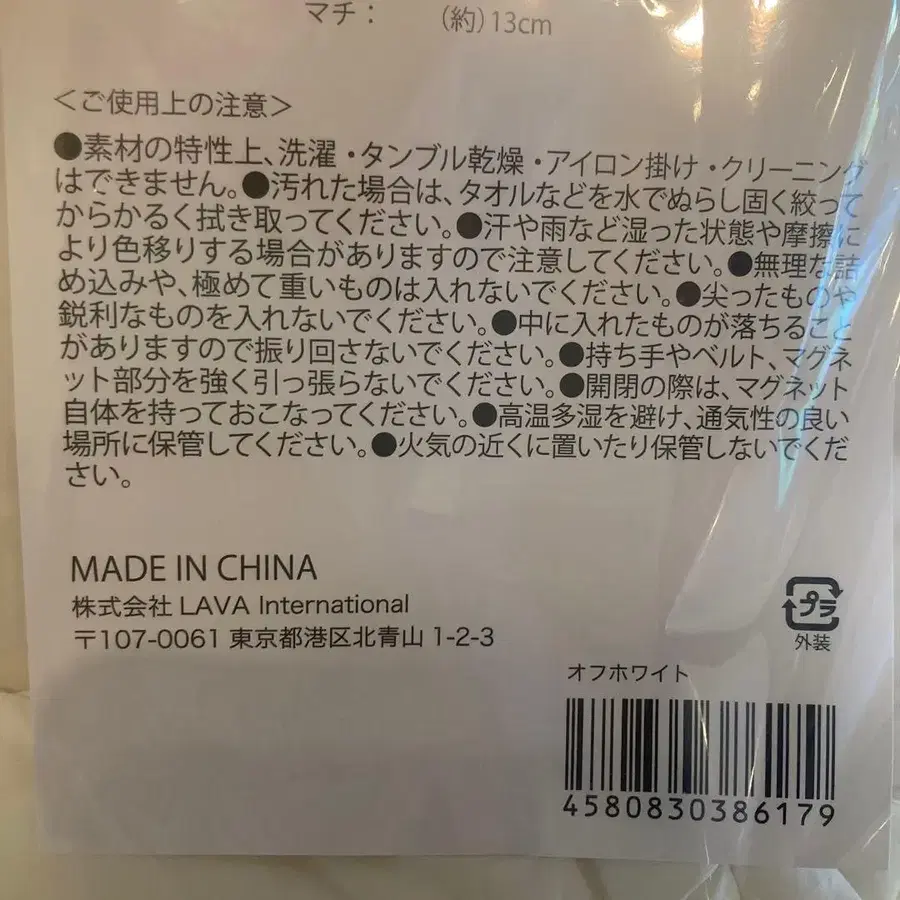 マチ： (約)13cm
＜ご使用上の注意＞
●素材の特性上、洗濯・タンブル乾燥・アイロン掛け・クリーニング
はできません。●汚れた場合は、タオルなどを水でぬらし固く絞って
からかるく拭き取ってください。●汗や雨など湿った状態や摩擦に
より色移りする場合がありますので注意してください。●無理な詰
め込みや、極めて重いものは入れないでください。●尖ったものや
鋭利なものを入れないでください。●中に入れたものが落ちること
がありますので振り回さないでください。●持ち手やベルト、マグネ
ット部分を強く引っ張らないでください。●開閉の際は、マグネット
自体を持っておこなってください。●高温多湿を避け、通気性の良い
場所に保管してください。●火気の近くに置いたり保管しないでくだ
さい。
MADE IN CHINA
株式会社 LAVA International
〒107-0061 東京都港区北青山 1-2-3
プラ
外装
オフホワイト
4580830386179